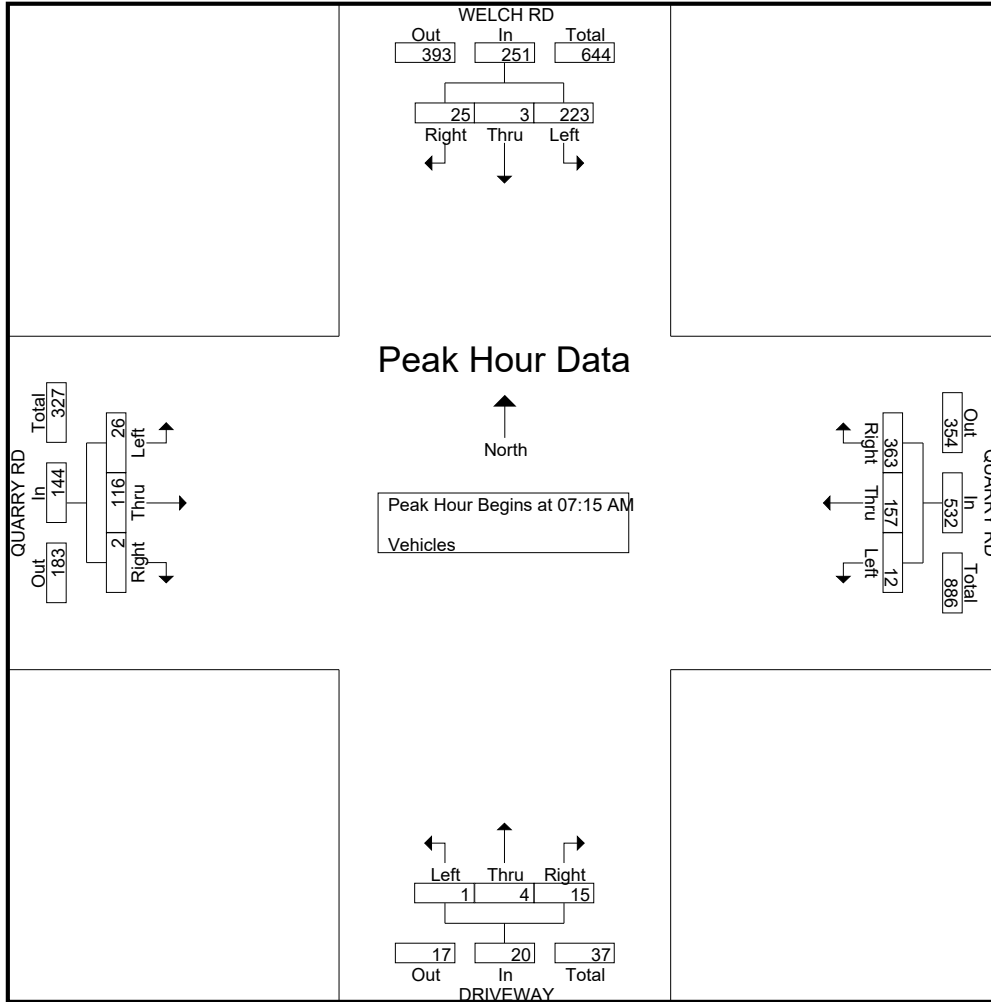 WELCH RD
Out In Total
393 251 644
25 3 223
Right Thru Left
Peak Hour Data
North
Peak Hour Begins at 07:15 AM
Vehicles
QUARRY RD
Out In Total
183 144 327
2 116 26
Right Thru Left
QUARRY RD
Out In Total
354 532 886
363 157 12
Right Thru Left
Left Thru Right
1 4 15
17 20 37
Out In Total
DRIVEWAY